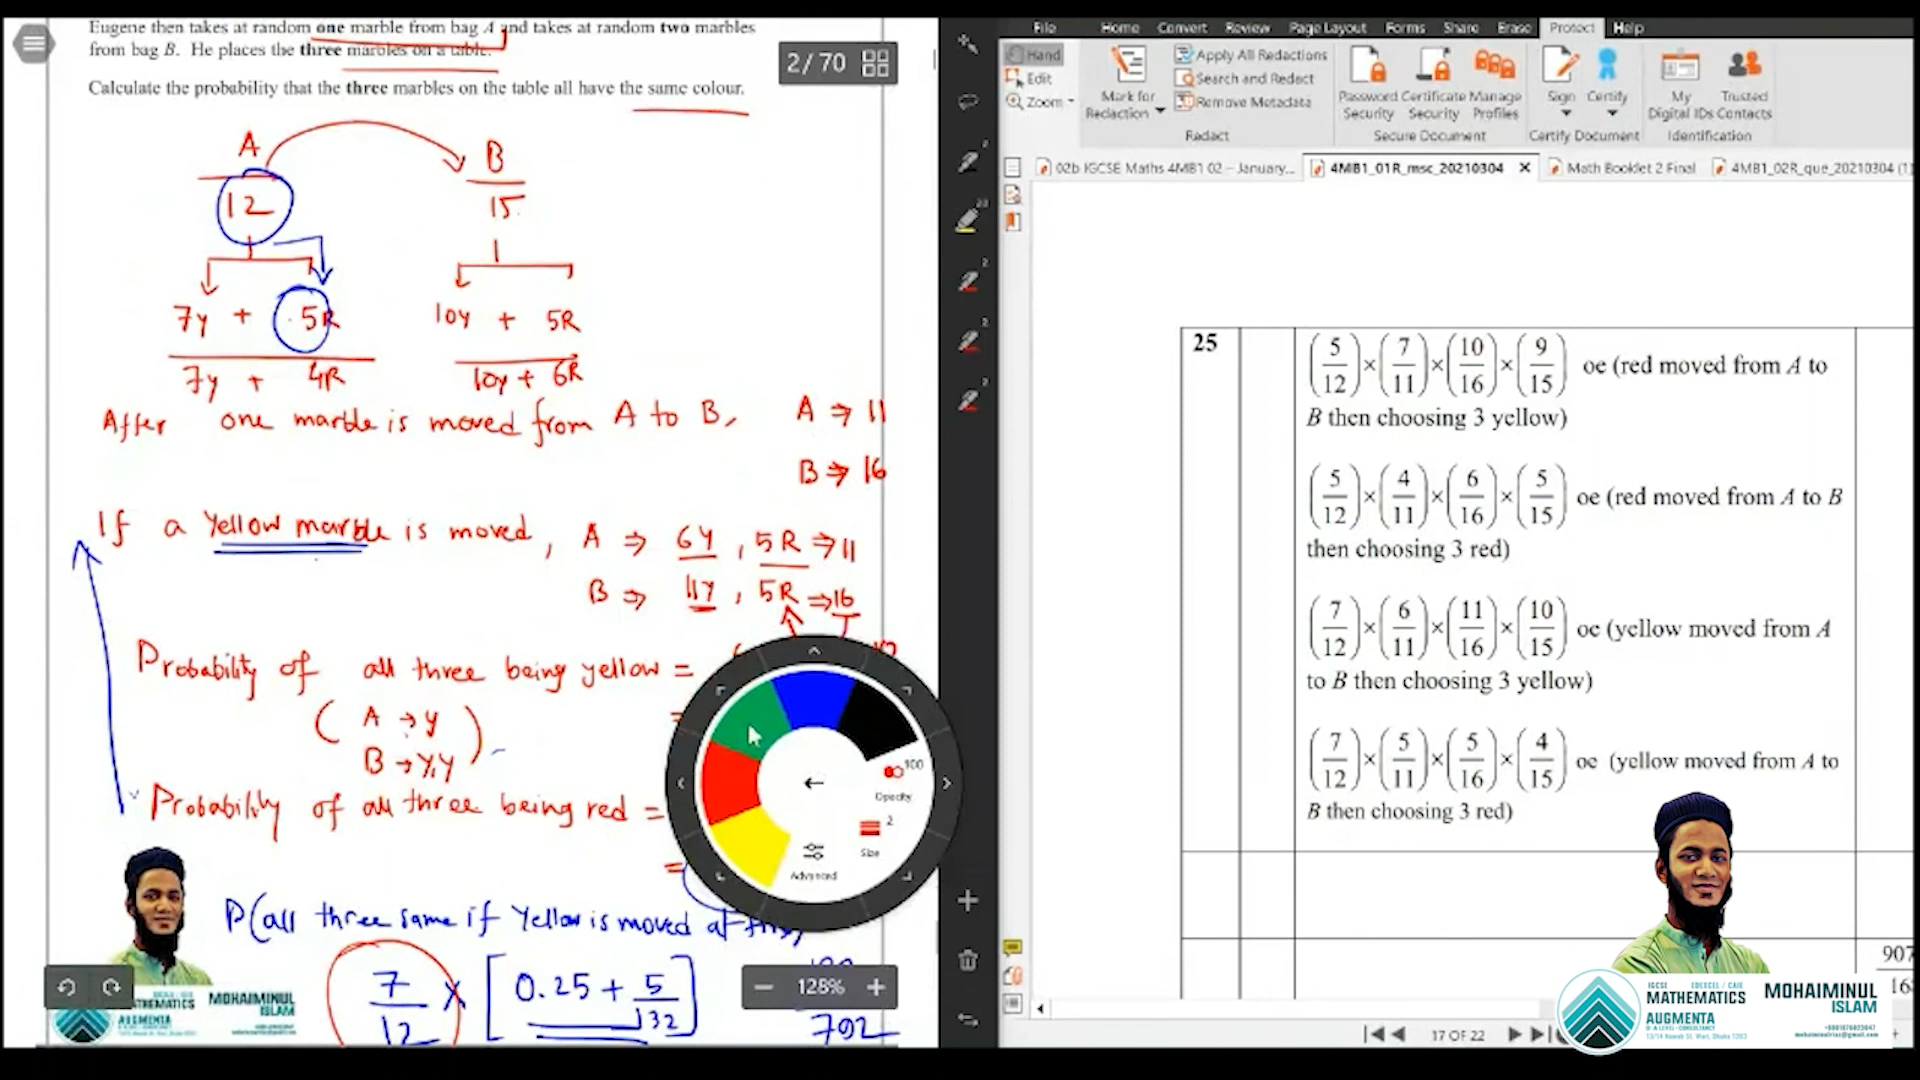 Eugene then takes at random one marble from bag A and takes at random two marbles
from bag B. He places the three marbles on a table.
Calculate the probability that the three marbles on the table all have the same colour.
2/70
A
B
12
15
7y + 5R
10y + 5R
7y + 4R
10y + 6R
After one marble is moved from A to B, A ⇒ 11
B ⇒ 16
If a Yellow marble is moved, A ⇒ 6Y, 5R ⇒ 11
B ⇒ 11Y, 5R ⇒ 16
Probability of all three being yellow =
( A → y
B → y,y )
Probability of all three being red =
=
P(all three same if Yellow is moved at
7/12 × [0.25 + 5/132]
792
100
Opacity
2
Size
Advanced
128%
File Home Convert Review Page Layout Forms Share Erase Protect Help
Hand
Edit
Zoom
Mark for
Redaction
Apply All Redactions
Search and Redact
Remove Metadata
Redact
Password
Security
Certificate
Security
Manage
Profiles
Secure Document
Sign
Certify
Certify Document
My
Digital IDs
Trusted
Contacts
Identification
02b IGCSE Maths 4MB1 02 – January...
4MB1_01R_msc_20210304
Math Booklet 2 Final
4MB1_02R_que_20210304 (1)
25
(5/12)×(7/11)×(10/16)×(9/15) oe (red moved from A to
B then choosing 3 yellow)
(5/12)×(4/11)×(6/16)×(5/15) oe (red moved from A to B
then choosing 3 red)
(7/12)×(6/11)×(11/16)×(10/15) oe (yellow moved from A
to B then choosing 3 yellow)
(7/12)×(5/11)×(5/16)×(4/15) oe (yellow moved from A to
B then choosing 3 red)
907
16
17 OF 22
MOHAIMINUL
ISLAM
AUGMENTA
IGCSE EDEXCEL / CAIE
MATHEMATICS
AUGMENTA
MOHAIMINUL
ISLAM